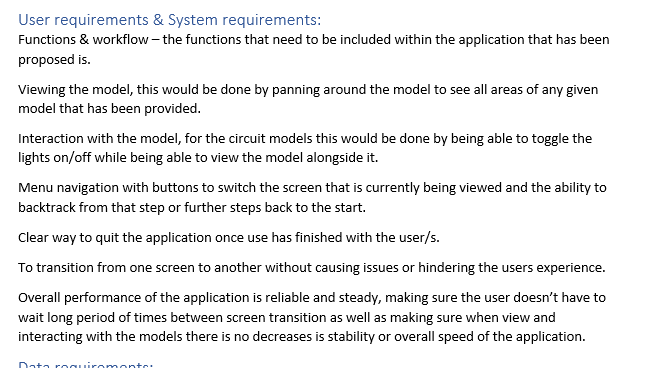 User requirements & System requirements:
Functions & workflow – the functions that need to be included within the application that has been
proposed is.
Viewing the model, this would be done by panning around the model to see all areas of any given
model that has been provided.
Interaction with the model, for the circuit models this would be done by being able to toggle the
lights on/off while being able to view the model alongside it.
Menu navigation with buttons to switch the screen that is currently being viewed and the ability to
backtrack from that step or further steps back to the start.
Clear way to quit the application once use has finished with the user/s.
To transition from one screen to another without causing issues or hindering the users experience.
Overall performance of the application is reliable and steady, making sure the user doesn’t have to
wait long period of times between screen transition as well as making sure when view and
interacting with the models there is no decreases is stability or overall speed of the application.
Data requirements: